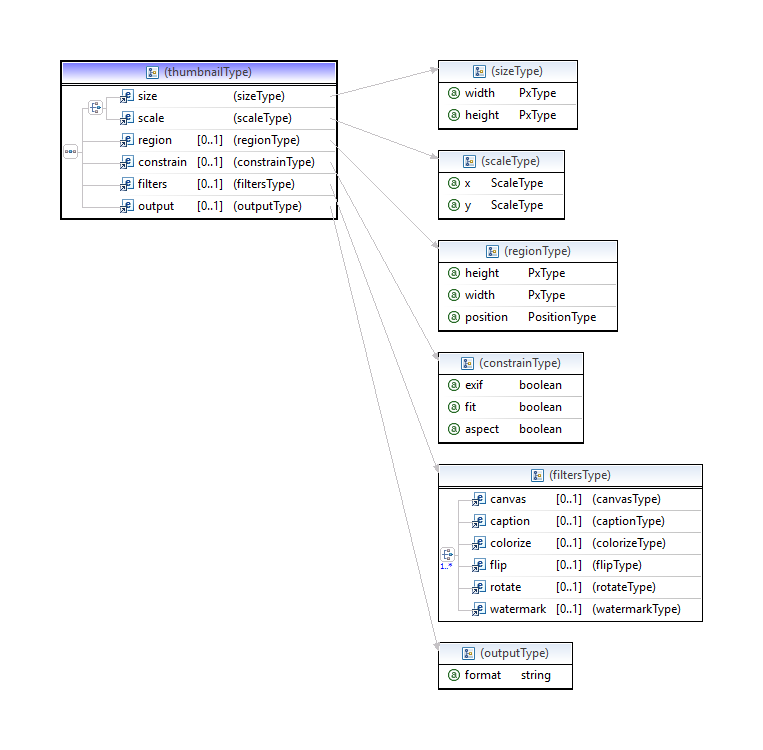 (thumbnailType)
size (sizeType)
scale (scaleType)
region [0..1] (regionType)
constrain [0..1] (constrainType)
filters [0..1] (filtersType)
output [0..1] (outputType)
(sizeType)
width PxType
height PxType
(scaleType)
x ScaleType
y ScaleType
(regionType)
height PxType
width PxType
position PositionType
(constrainType)
exif boolean
fit boolean
aspect boolean
(filtersType)
canvas [0..1] (canvasType)
caption [0..1] (captionType)
colorize [0..1] (colorizeType)
1..*
flip [0..1] (flipType)
rotate [0..1] (rotateType)
watermark [0..1] (watermarkType)
(outputType)
format string